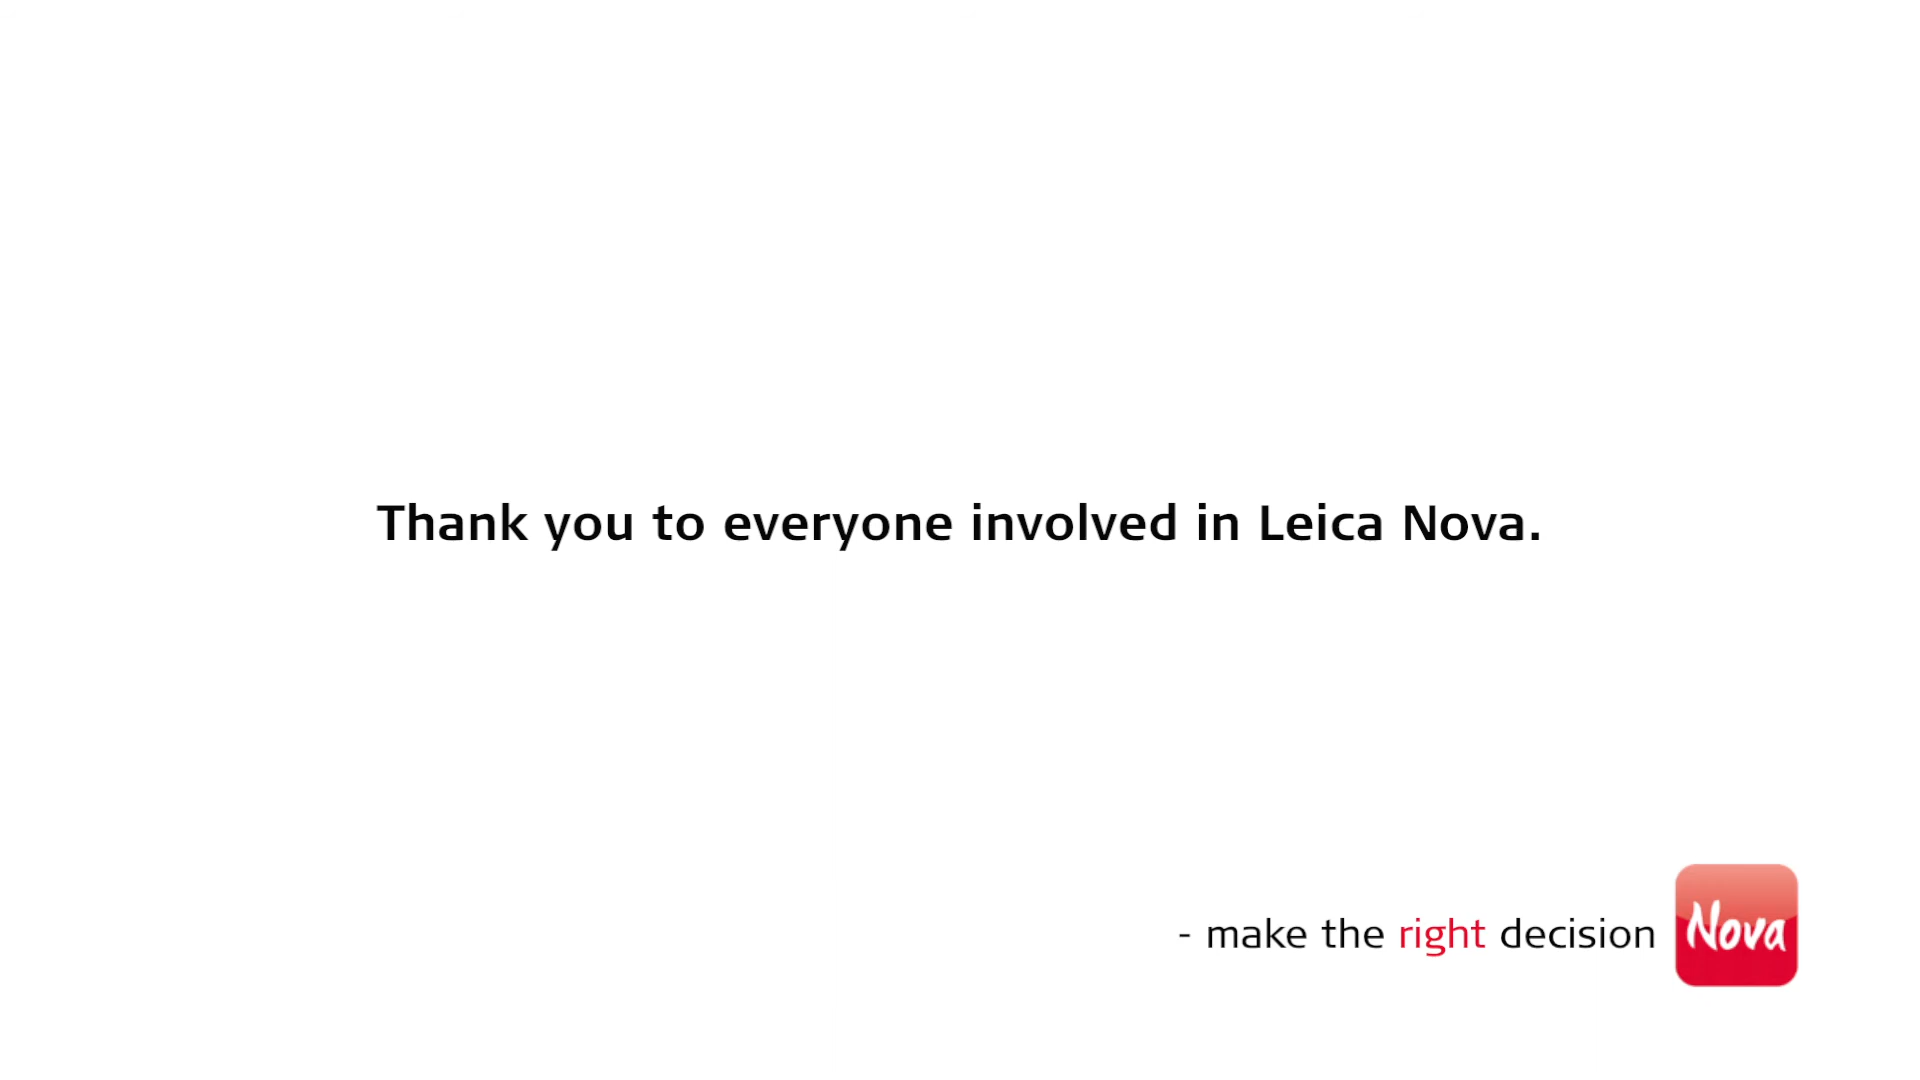 Thank you to everyone involved in Leica Nova.
- make the right decision
Nova